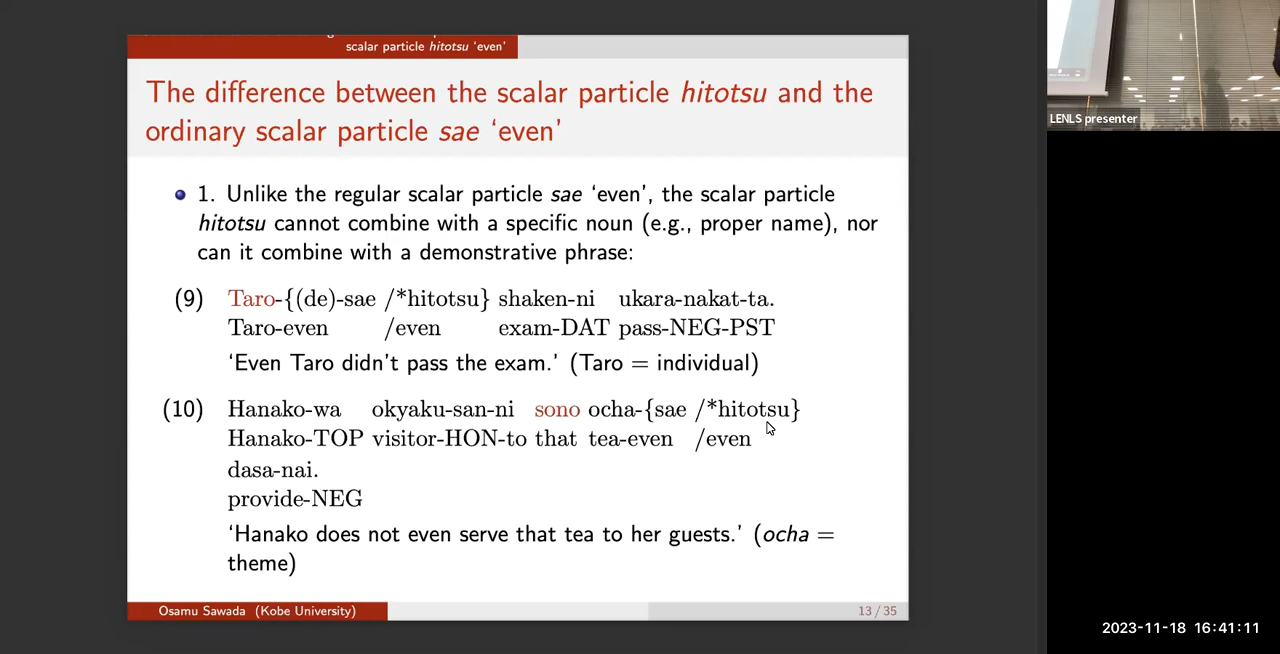 scalar particle hitotsu 'even'
The difference between the scalar particle hitotsu and the
ordinary scalar particle sae 'even'
1. Unlike the regular scalar particle sae 'even', the scalar particle
hitotsu cannot combine with a specific noun (e.g., proper name), nor
can it combine with a demonstrative phrase:
(9) Taro-{(de)-sae /*hitotsu} shaken-ni ukara-nakat-ta.
Taro-even /even exam-DAT pass-NEG-PST
'Even Taro didn't pass the exam.' (Taro = individual)
(10) Hanako-wa okyaku-san-ni sono ocha-{sae /*hitotsu}
Hanako-TOP visitor-HON-to that tea-even /even
dasa-nai.
provide-NEG
'Hanako does not even serve that tea to her guests.' (ocha =
theme)
Osamu Sawada (Kobe University) 13 / 35
LENLS presenter
2023-11-18 16:41:11